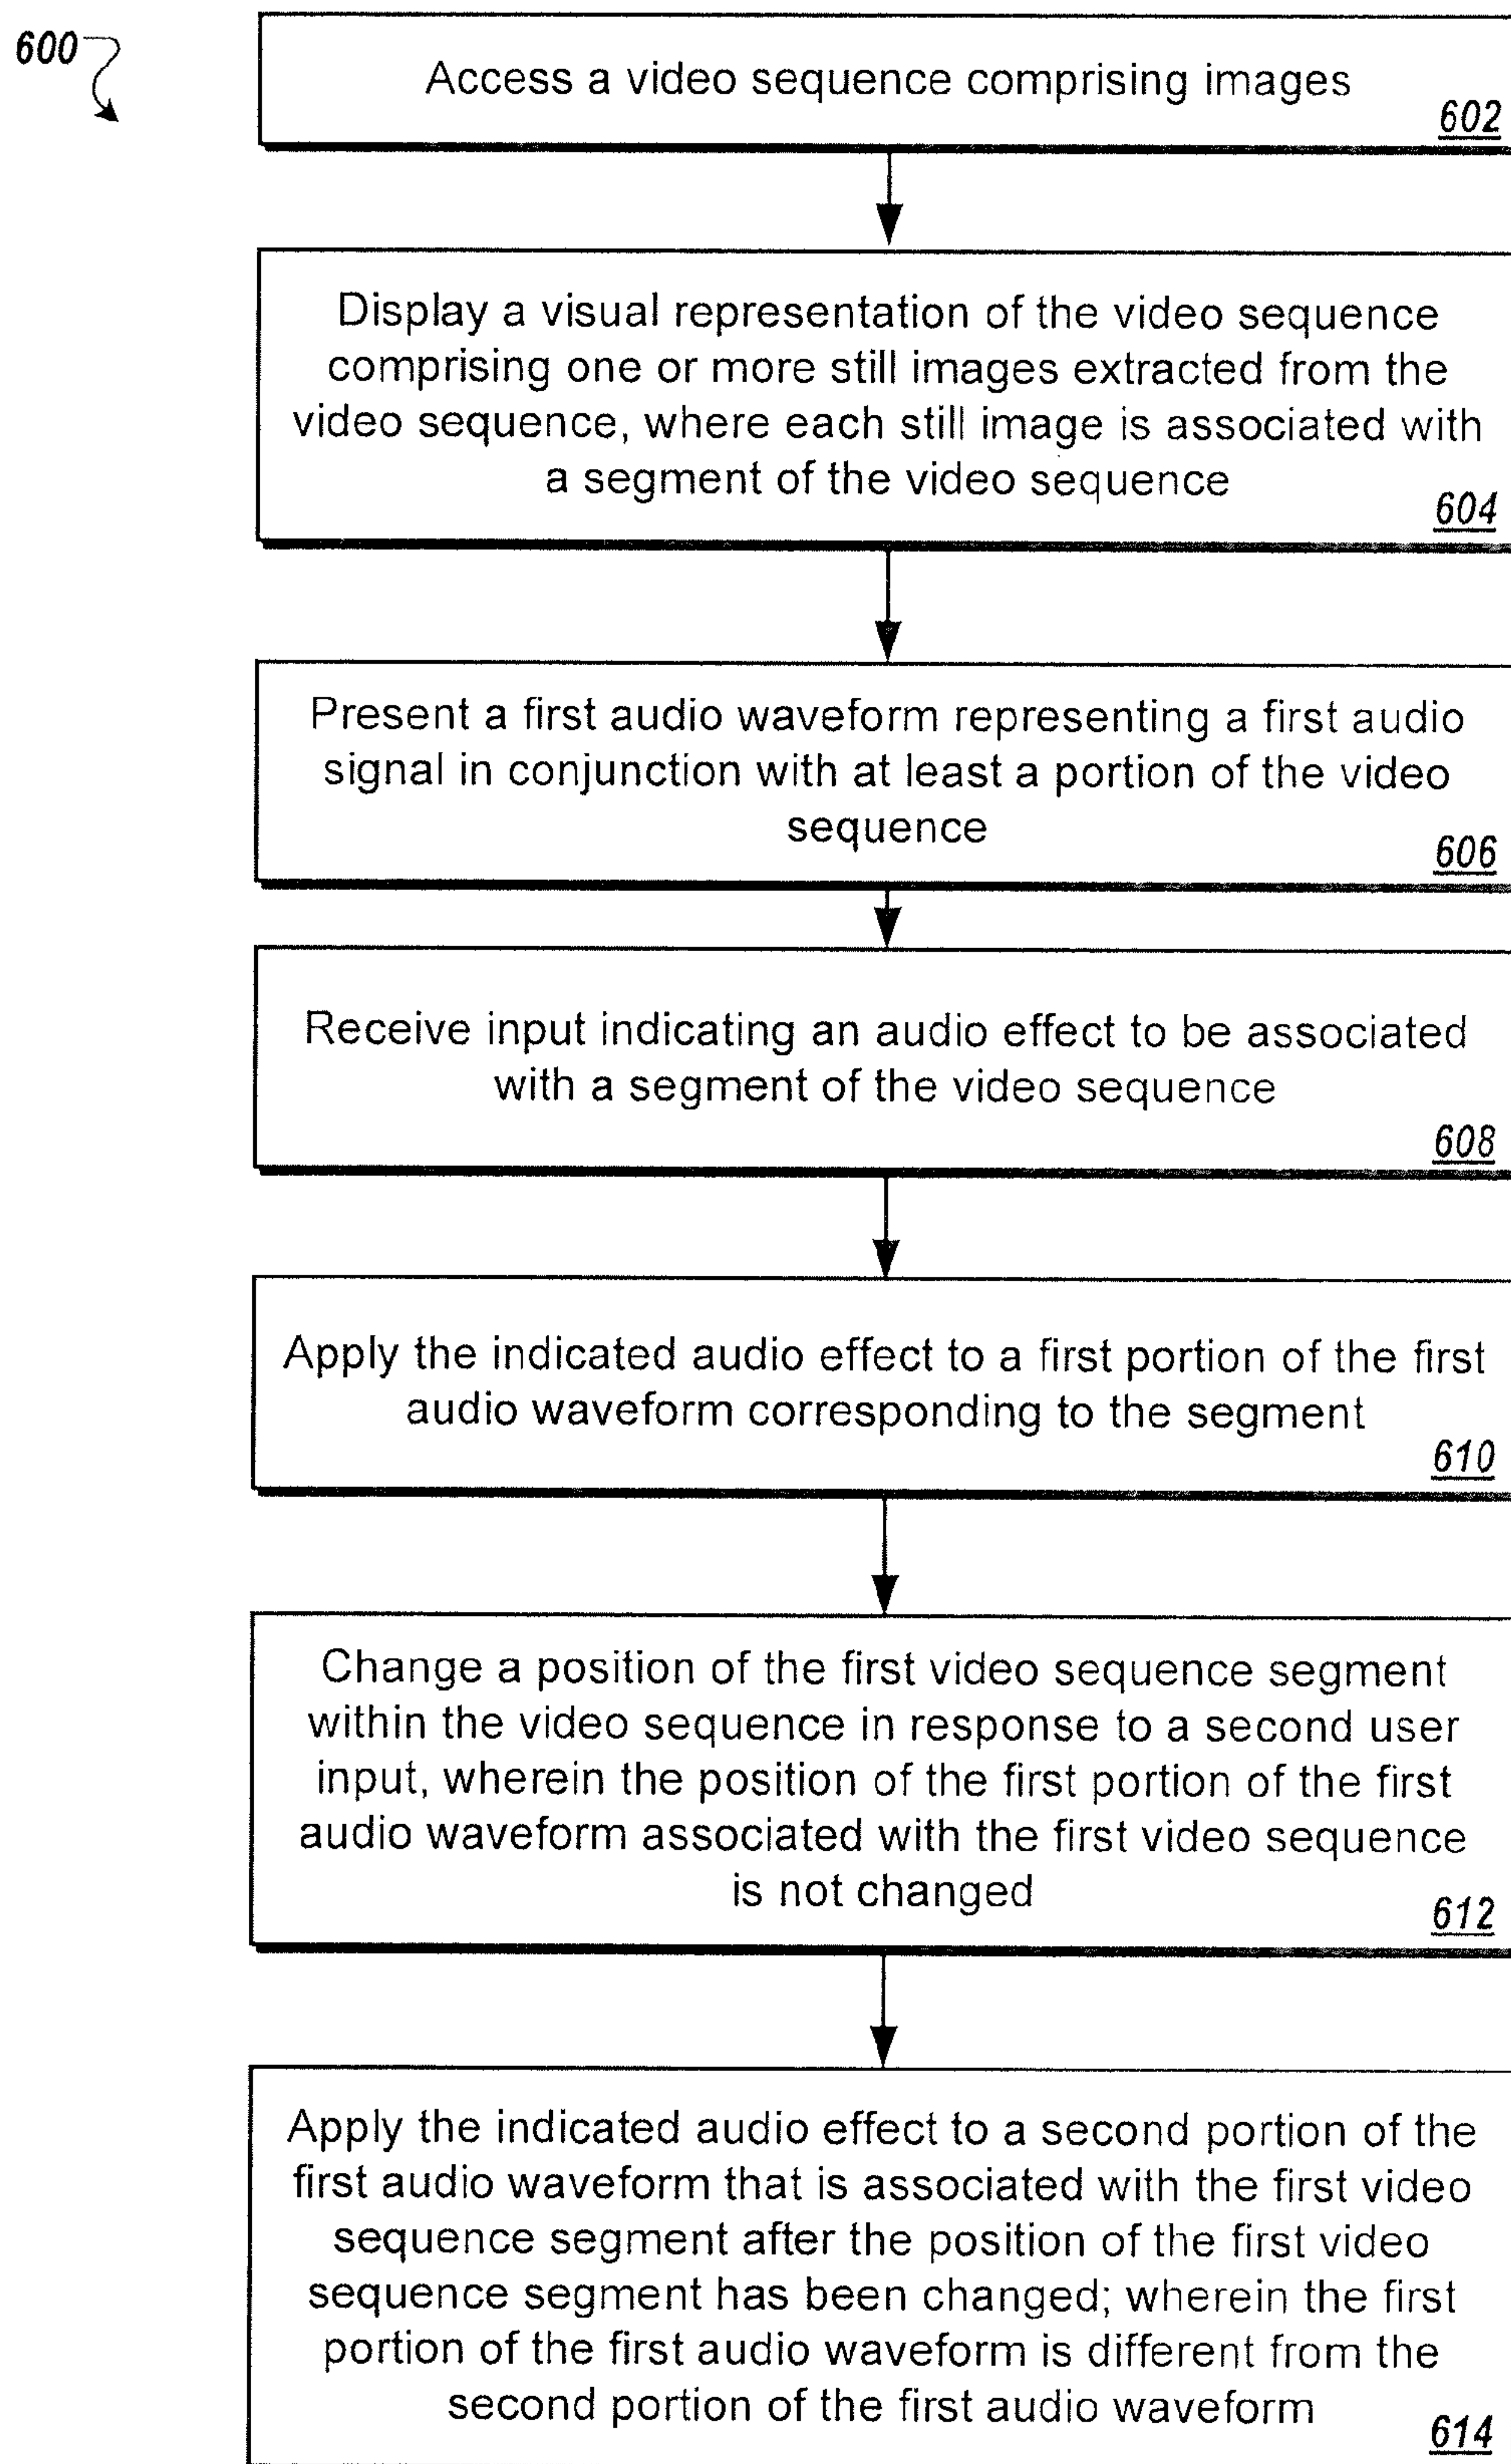 600
Access a video sequence comprising images
602
Display a visual representation of the video sequence
comprising one or more still images extracted from the
video sequence, where each still image is associated with
a segment of the video sequence
604
Present a first audio waveform representing a first audio
signal in conjunction with at least a portion of the video
sequence
606
Receive input indicating an audio effect to be associated
with a segment of the video sequence
608
Apply the indicated audio effect to a first portion of the first
audio waveform corresponding to the segment
610
Change a position of the first video sequence segment
within the video sequence in response to a second user
input, wherein the position of the first portion of the first
audio waveform associated with the first video sequence
is not changed
612
Apply the indicated audio effect to a second portion of the
first audio waveform that is associated with the first video
sequence segment after the position of the first video
sequence segment has been changed; wherein the first
portion of the first audio waveform is different from the
second portion of the first audio waveform
614